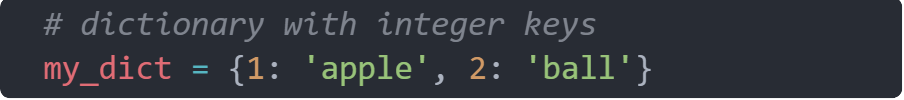 # dictionary with integer keys
my_dict = {1: 'apple', 2: 'ball'}